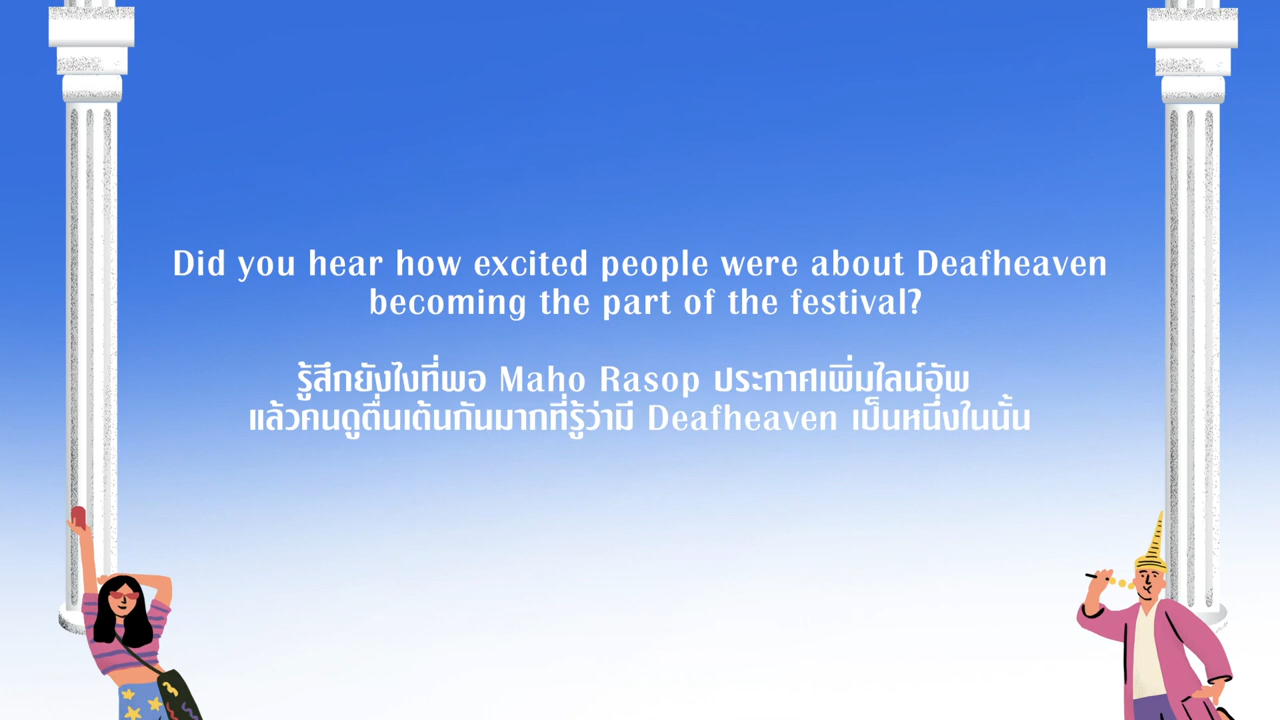 Did you hear how excited people were about Deafheaven
becoming the part of the festival?
รู้สึกยังไงที่พอ Maho Rasop ประกาศเพิ่มไลน์อัพ
แล้วคนดูตื่นเต้นกันมากที่รู้ว่ามี Deafheaven เป็นหนึ่งในนั้น